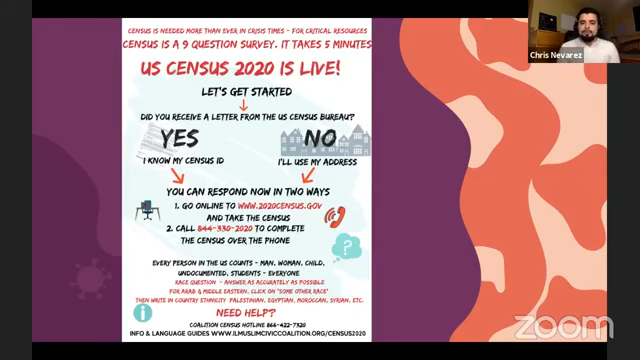 CENSUS IS NEEDED MORE THAN EVER IN CRISIS TIMES - FOR CRITICAL RESOURCES
CENSUS IS A 9 QUESTION SURVEY. IT TAKES 5 MINUTES
US CENSUS 2020 IS LIVE!
LET'S GET STARTED
DID YOU RECEIVE A LETTER FROM THE US CENSUS BUREAU?
YES
NO
I KNOW MY CENSUS ID
I'LL USE MY ADDRESS
YOU CAN RESPOND NOW IN TWO WAYS
1. GO ONLINE TO WWW.2020CENSUS.GOV
AND TAKE THE CENSUS
2. CALL 844-330-2020 TO COMPLETE
THE CENSUS OVER THE PHONE
EVERY PERSON IN THE US COUNTS - MAN, WOMAN, CHILD,
UNDOCUMENTED, STUDENTS - EVERYONE
RACE QUESTION - ANSWER AS ACCURATELY AS POSSIBLE
FOR ARAB & MIDDLE EASTERN, CLICK ON "SOME OTHER RACE"
THEN WRITE IN COUNTRY ETHNICITY PALESTINIAN, EGYPTIAN, MOROCCAN, SYRIAN, ETC.
NEED HELP?
COALITION CENSUS HOTLINE 866-422-7320
INFO & LANGUAGE GUIDES WWW.ILMUSLIMCIVICCOALITION.ORG/CENSUS2020
Chris Nevarez
zoom